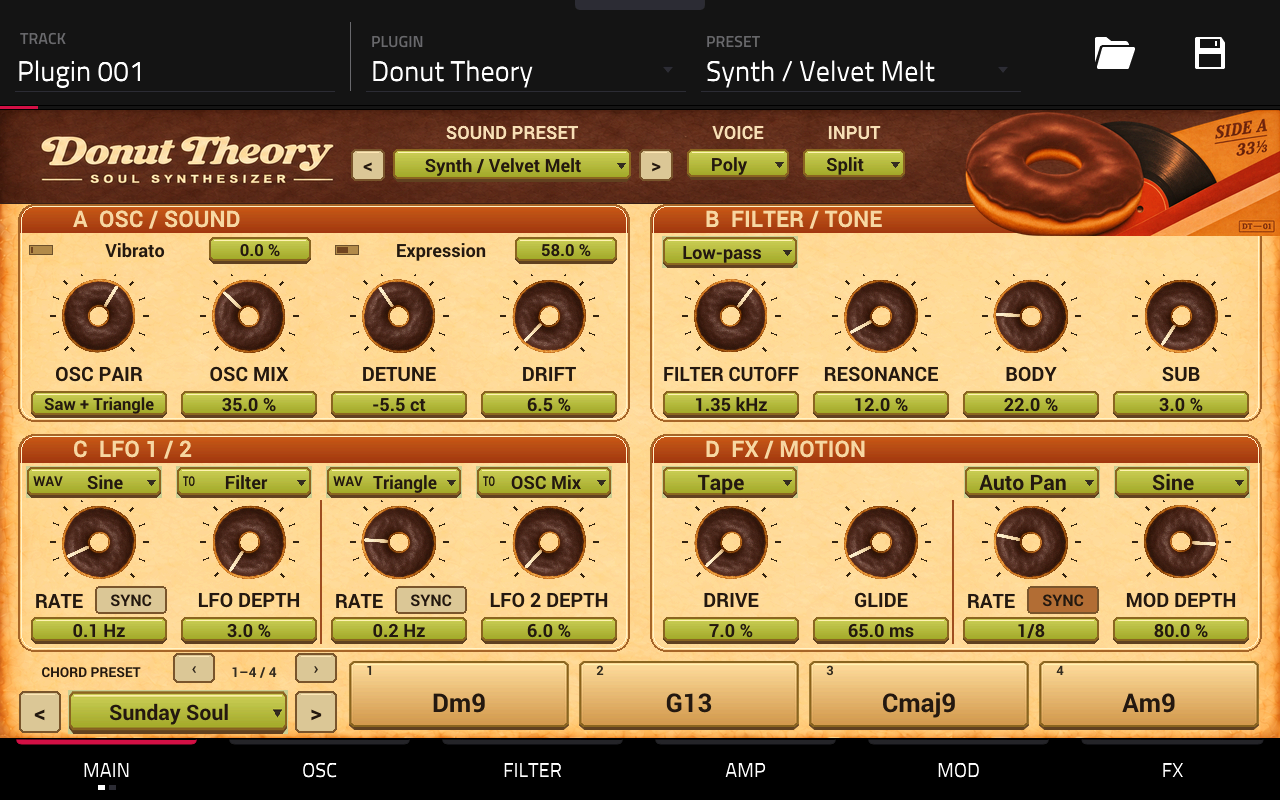 TRACK
Plugin 001
PLUGIN
Donut Theory
PRESET
Synth / Velvet Melt
Donut Theory
SOUL SYNTHESIZER
SOUND PRESET
< Synth / Velvet Melt >
VOICE
Poly
INPUT
Split
SIDE A
33⅓
DT—01
A OSC / SOUND
Vibrato 0.0 % Expression 58.0 %
OSC PAIR OSC MIX DETUNE DRIFT
Saw + Triangle 35.0 % -5.5 ct 6.5 %
B FILTER / TONE
Low-pass
FILTER CUTOFF RESONANCE BODY SUB
1.35 kHz 12.0 % 22.0 % 3.0 %
C LFO 1 / 2
WAV Sine TO Filter WAV Triangle TO OSC Mix
RATE SYNC LFO DEPTH RATE SYNC LFO 2 DEPTH
0.1 Hz 3.0 % 0.2 Hz 6.0 %
D FX / MOTION
Tape Auto Pan Sine
DRIVE GLIDE RATE SYNC MOD DEPTH
7.0 % 65.0 ms 1/8 80.0 %
CHORD PRESET ‹ 1–4 / 4 ›
< Sunday Soul >
1 Dm9
2 G13
3 Cmaj9
4 Am9
MAIN OSC FILTER AMP MOD FX